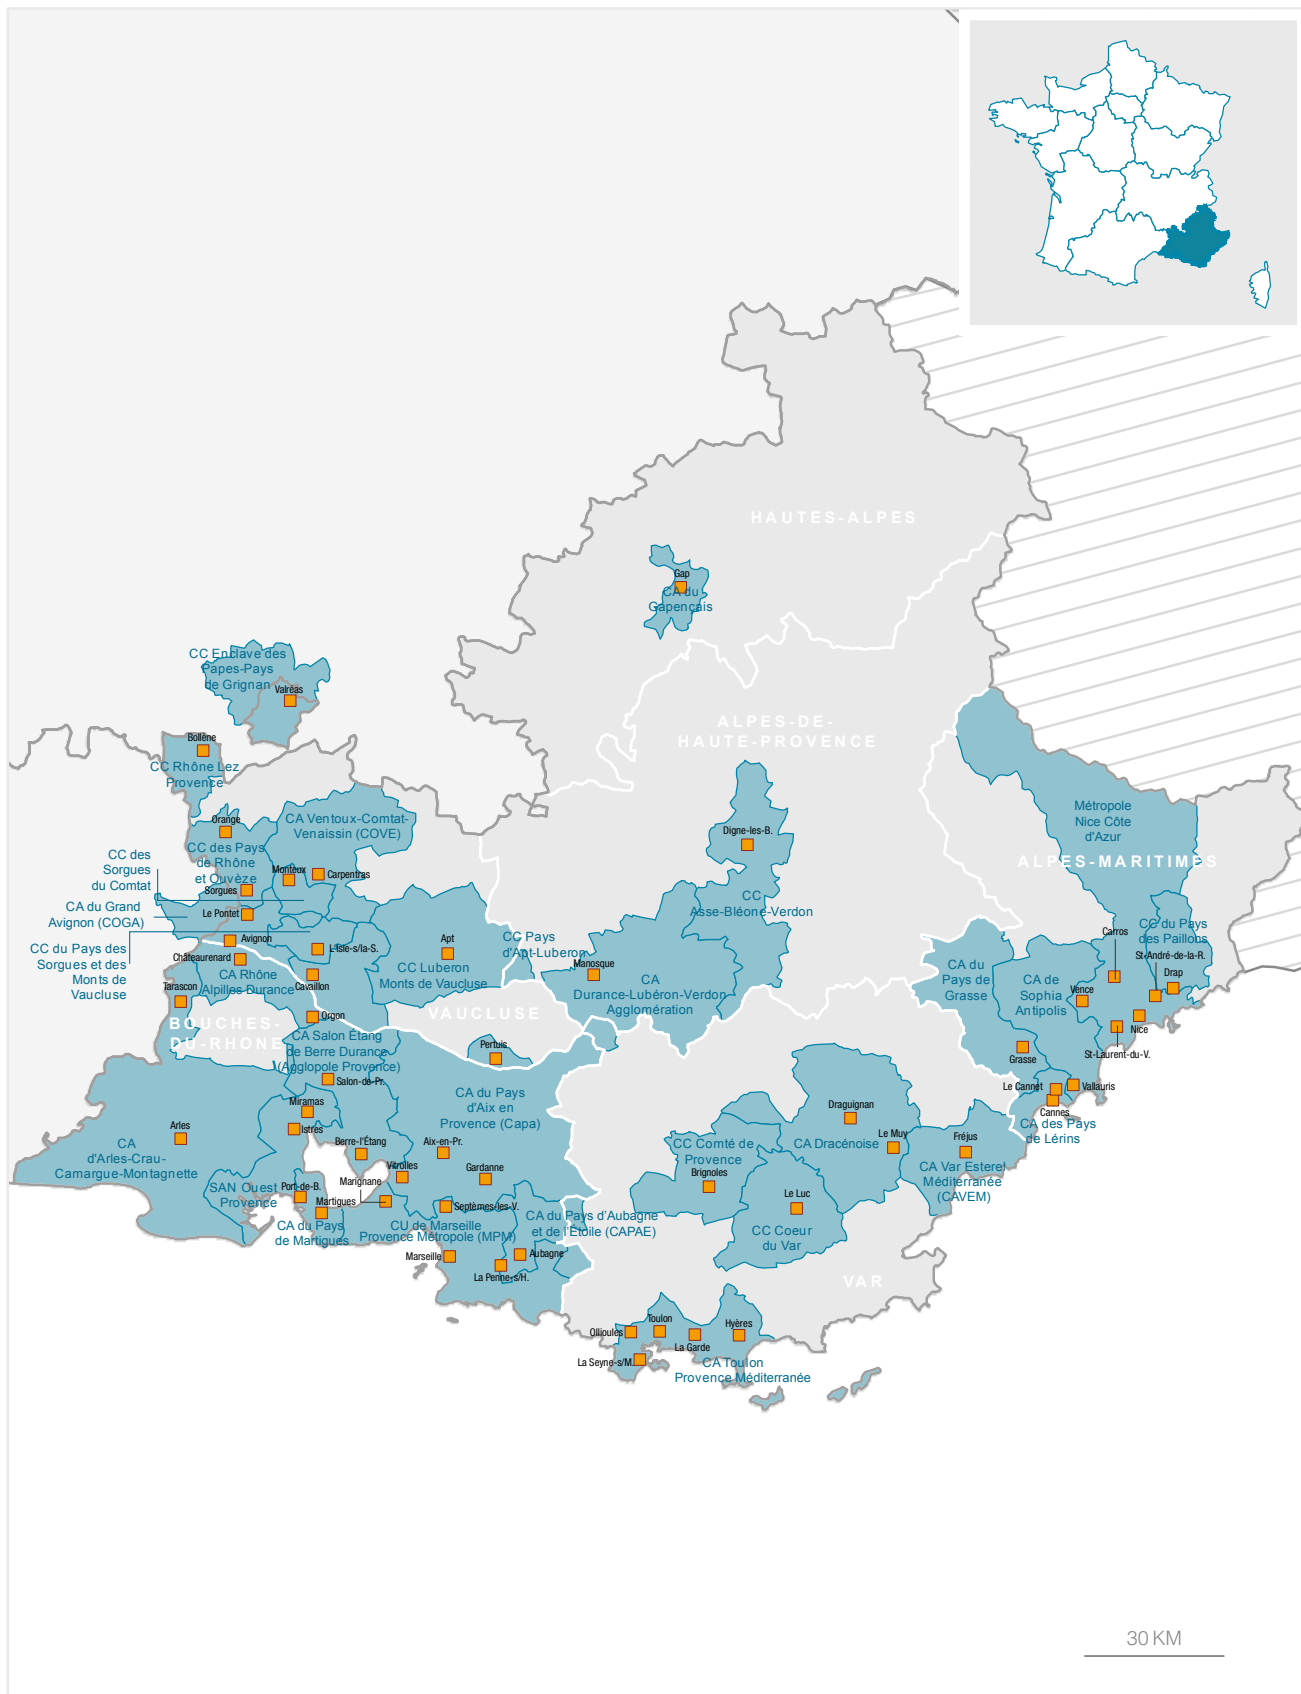 HAUTES-ALPES
Gap
CA du
Gapençais
CC Enclave des
Papes-Pays
de Grignan
Valréas
Bollène
CC Rhône Lez
Provence
ALPES-DE-
HAUTE-PROVENCE
Orange
CA Ventoux-Comtat-
Venaissin (COVE)
CC des Pays
de Rhône
et Ouvèze
CC des
Sorgues
du Comtat
Monteux
Carpentras
Sorgues
CA du Grand
Avignon (COGA)
Le Pontet
Avignon
CC du Pays des
Sorgues et des
Monts de
Vaucluse
L'Isle-s/la-S.
Châteaurenard
CA Rhône
Alpilles Durance
Cavaillon
Tarascon
Apt
CC Luberon
Monts de Vaucluse
CC Pays
d'Apt-Luberon
Digne-les-B.
CC
Asse-Bléone-Verdon
Manosque
CA
Durance-Lubéron-Verdon
Agglomération
Métropole
Nice Côte
d'Azur
ALPES-MARITIMES
CC du Pays
des Paillons
Carros
St-André-de-la-R.
Drap
Vence
Nice
St-Laurent-du-V.
CA du
Pays de
Grasse
CA de
Sophia
Antipolis
Grasse
Le Cannet
Vallauris
Cannes
CA des Pays
de Lérins
BOUCHES-
DU-RHONE
Orgon
VAUCLUSE
Pertuis
CA Salon Étang
de Berre Durance
(Agglopole Provence)
Salon-de-Pr.
Miramas
Istres
Arles
CA
d'Arles-Crau-
Camargue-Montagnette
Berre-l'Étang
CA du Pays
d'Aix en
Provence (Capa)
Aix-en-Pr.
Vitrolles
Gardanne
Marignane
SAN Ouest
Provence
Port-de-B.
Martigues
CA du Pays
de Martigues
Septèmes-les-V.
CU de Marseille
Provence Métropole (MPM)
CA du Pays d'Aubagne
et de l'Étoile (CAPAE)
Marseille
Aubagne
La Penne-s/H.
Draguignan
CA Dracénoise
Le Muy
CC Comté de
Provence
Brignoles
Fréjus
CA Var Esterel
Méditerranée
(CAVEM)
Le Luc
CC Coeur
du Var
VAR
Ollioules
Toulon
La Garde
Hyères
La Seyne-s/M.
CA Toulon
Provence Méditerranée
30 KM